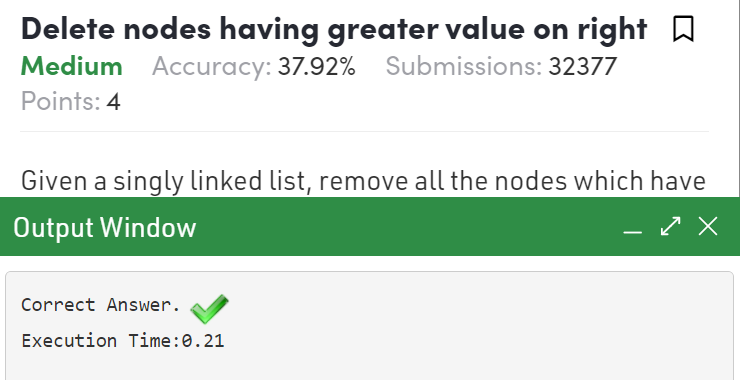 Delete nodes having greater value on right
Medium Accuracy: 37.92% Submissions: 32377
Points: 4
Given a singly linked list, remove all the nodes which have
Output Window
Correct Answer.
Execution Time:0.21